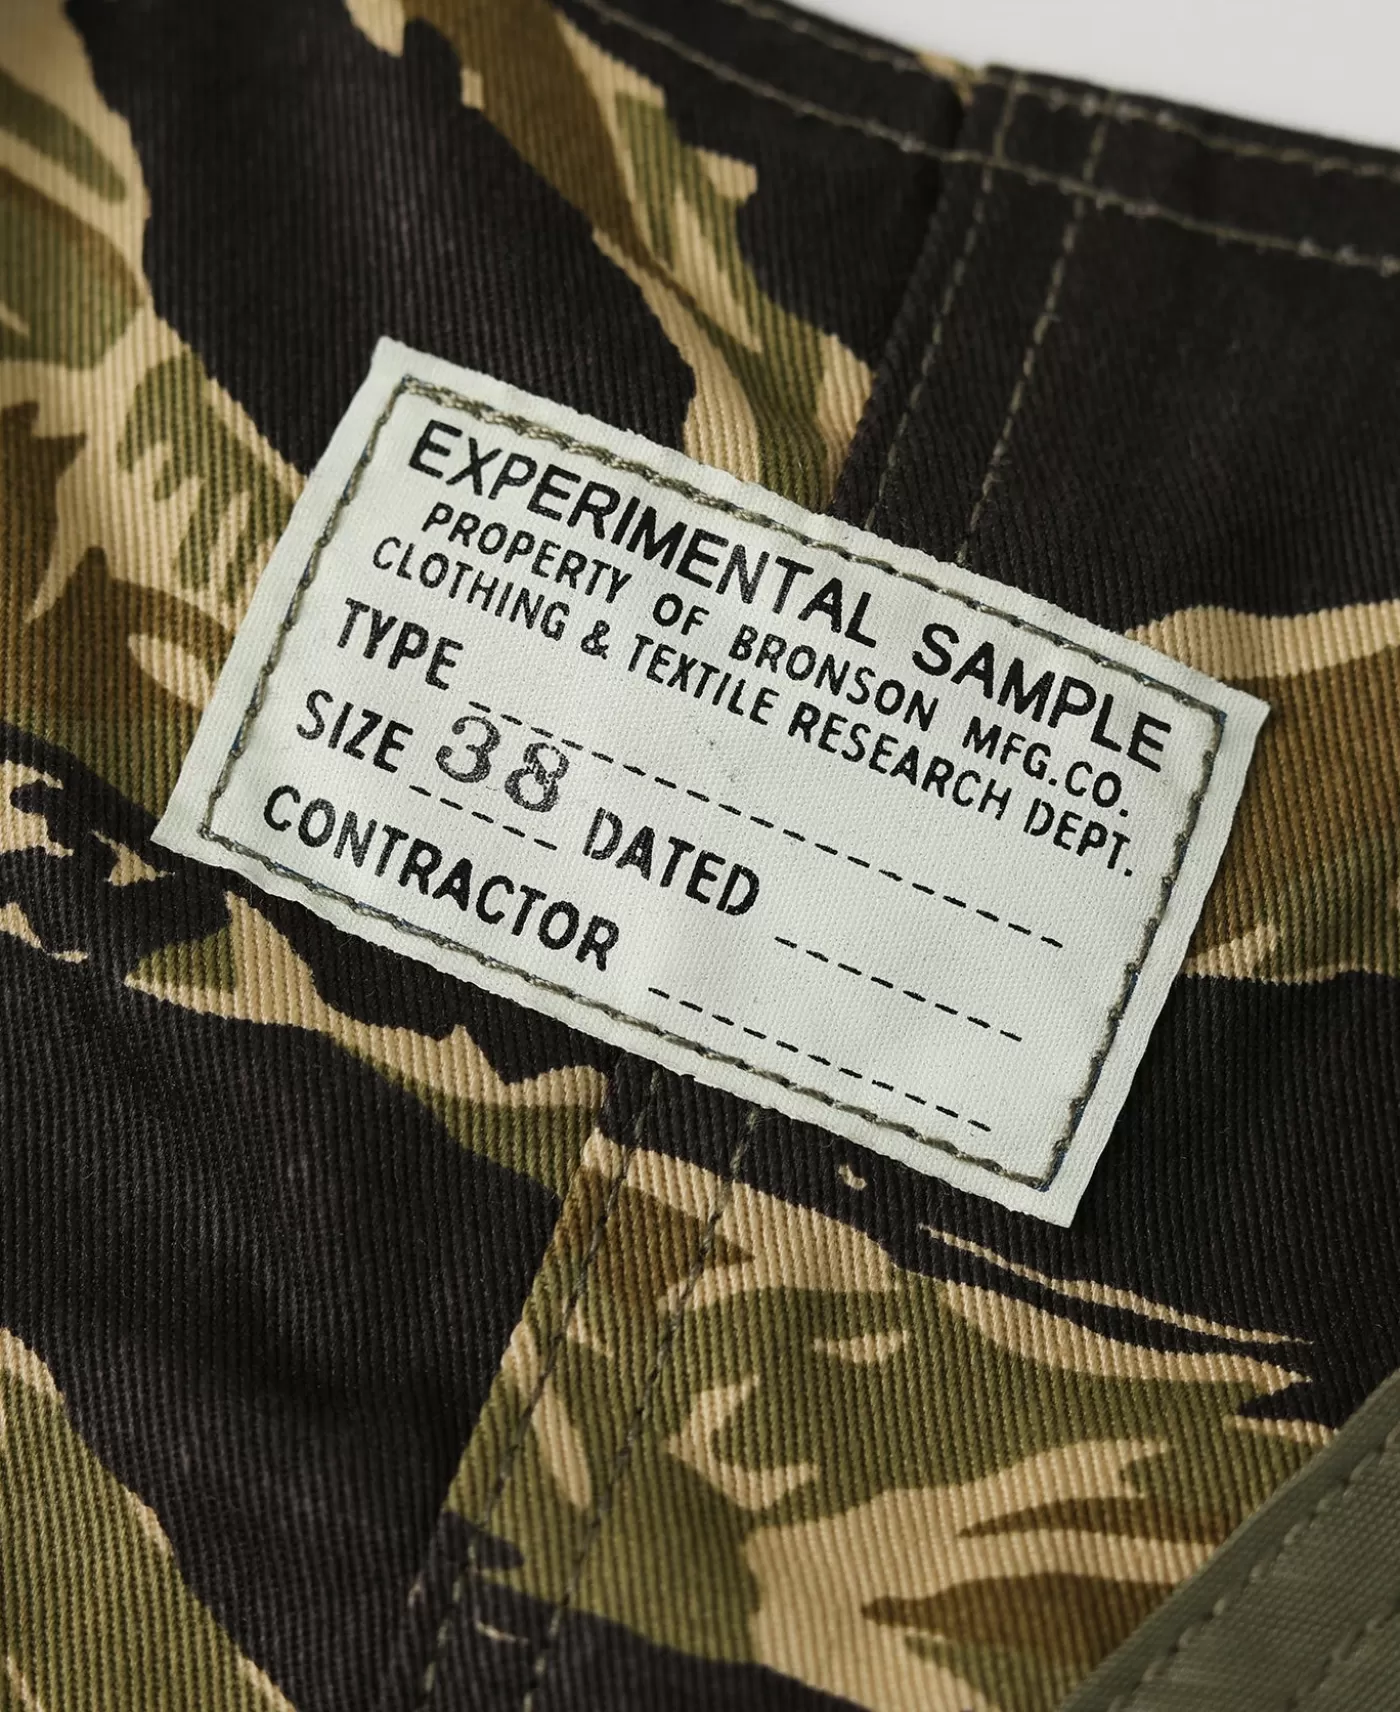 EXPERIMENTAL SAMPLE
PROPERTY OF BRONSON MFG.CO.
CLOTHING & TEXTILE RESEARCH DEPT.
TYPE
SIZE 38 DATED
CONTRACTOR